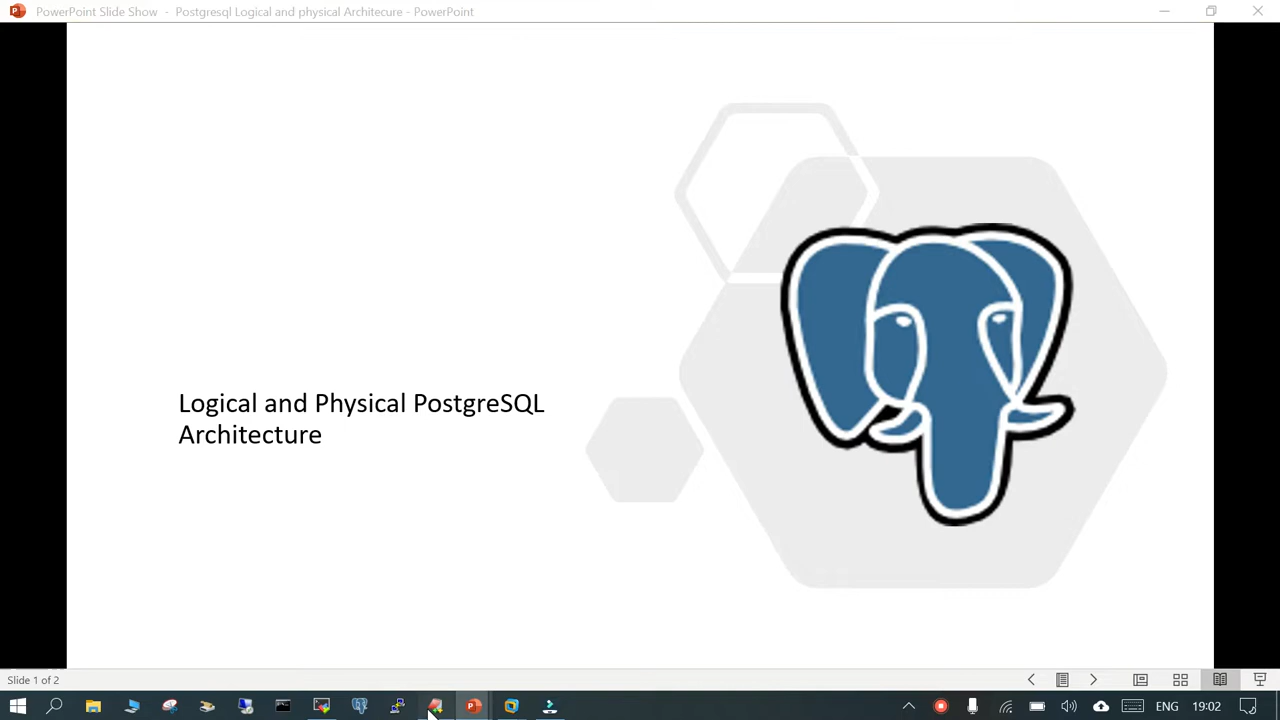 PowerPoint Slide Show - Postgresql Logical and physical Architecure - PowerPoint
Logical and Physical PostgreSQL
Architecture
Slide 1 of 2
ENG
19:02